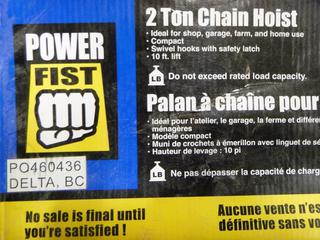 POWER
FIST
PO460436
DELTA, BC
2 Ton Chain Hoist
• Ideal for shop, garage, farm, and home use
• Compact
• Swivel hooks with safety latch
• 10 ft. lift
LB Do not exceed rated load capacity.
Palan à chaîne pour
• Idéal pour l'atelier, le garage, la ferme et différe
ménagères
• Modèle compact
• Muni de crochets à émerillon avec linguet de sé
• Hauteur de levage : 10 pi
LB Ne pas dépasser la capacité de charg
No sale is final until
you're satisfied !
Aucune vente n'es
définitive sans vo